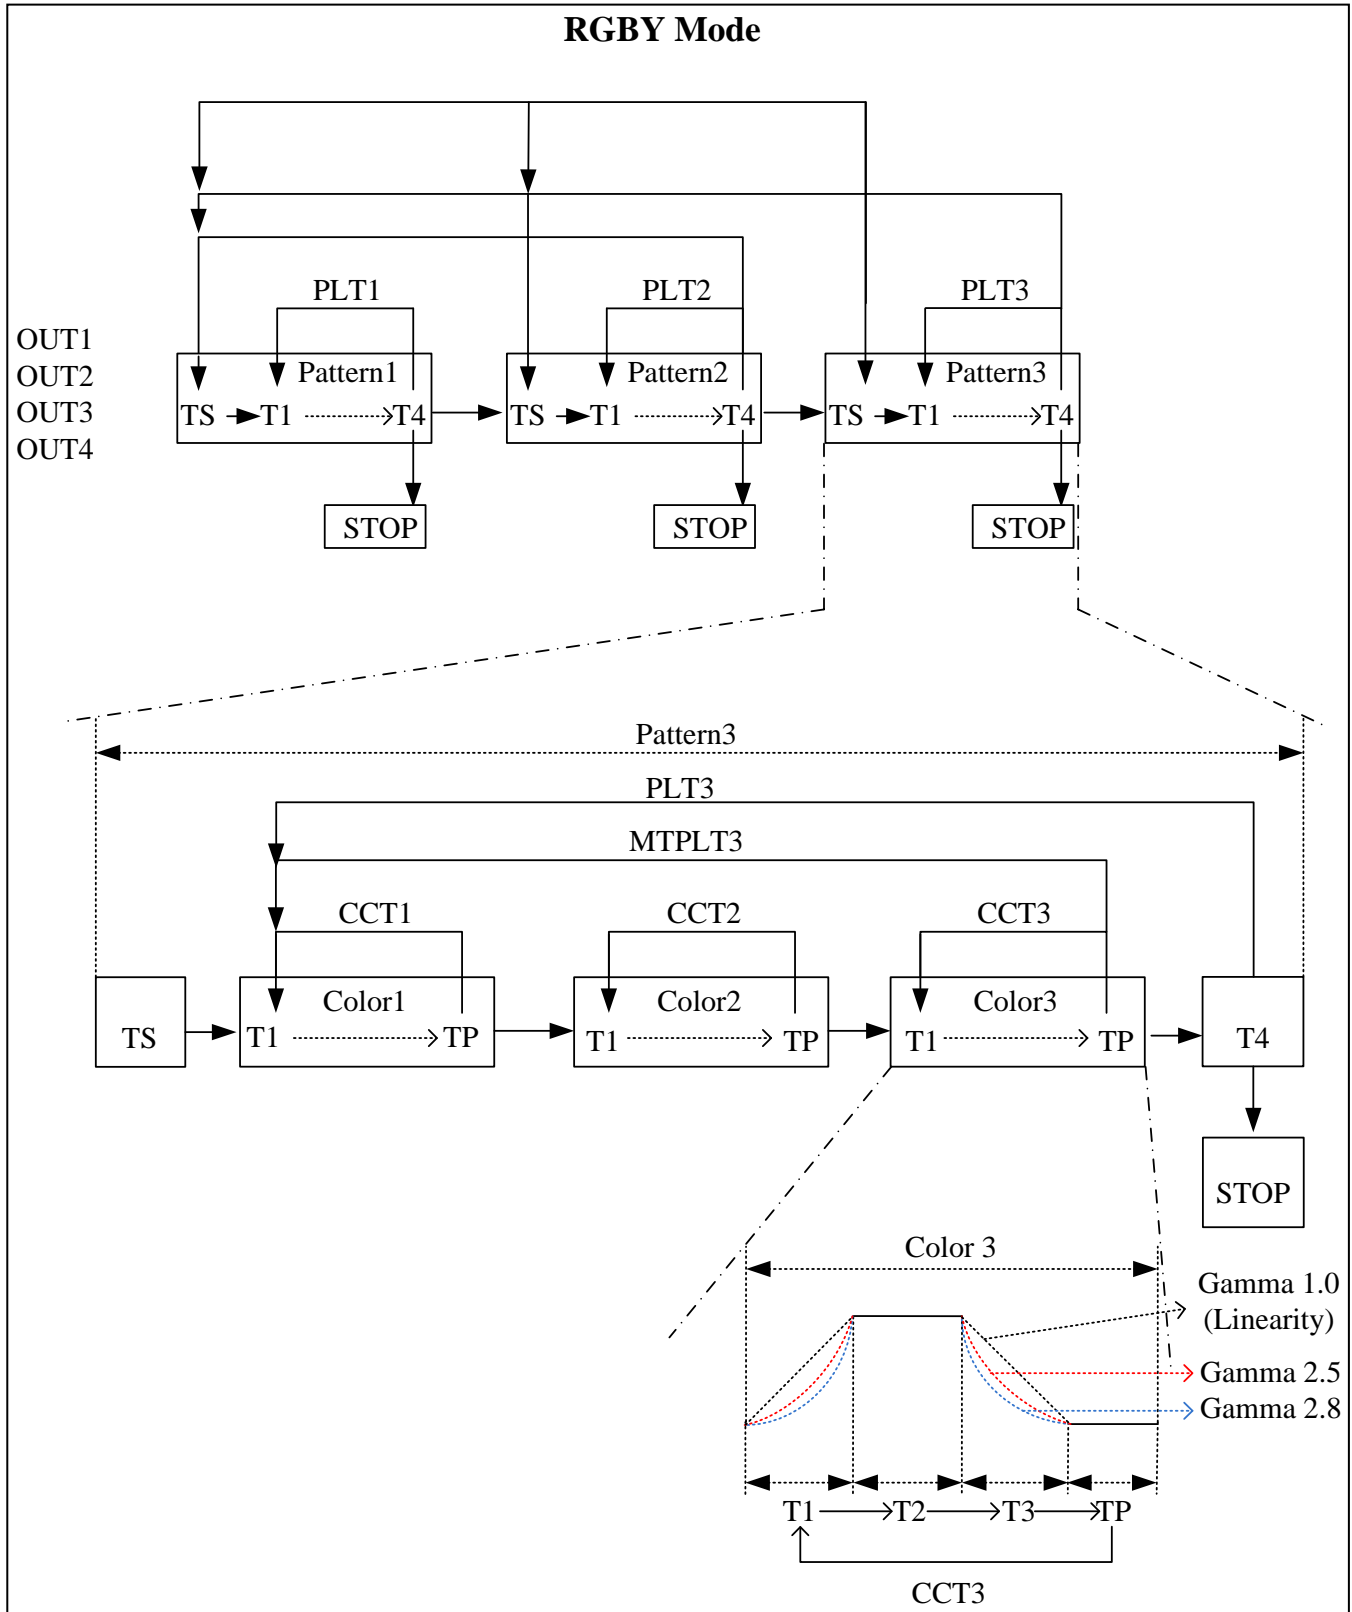 RGBY Mode
PLT1 PLT2 PLT3
OUT1
OUT2
OUT3
OUT4
Pattern1 Pattern2 Pattern3
TS T1 T4 TS T1 T4 TS T1 T4
STOP STOP STOP
Pattern3
PLT3
MTPLT3
CCT1 CCT2 CCT3
Color1 Color2 Color3
TS T1 TP T1 TP T1 TP T4
STOP
Color 3
Gamma 1.0
(Linearity)
Gamma 2.5
Gamma 2.8
T1 T2 T3 TP
CCT3